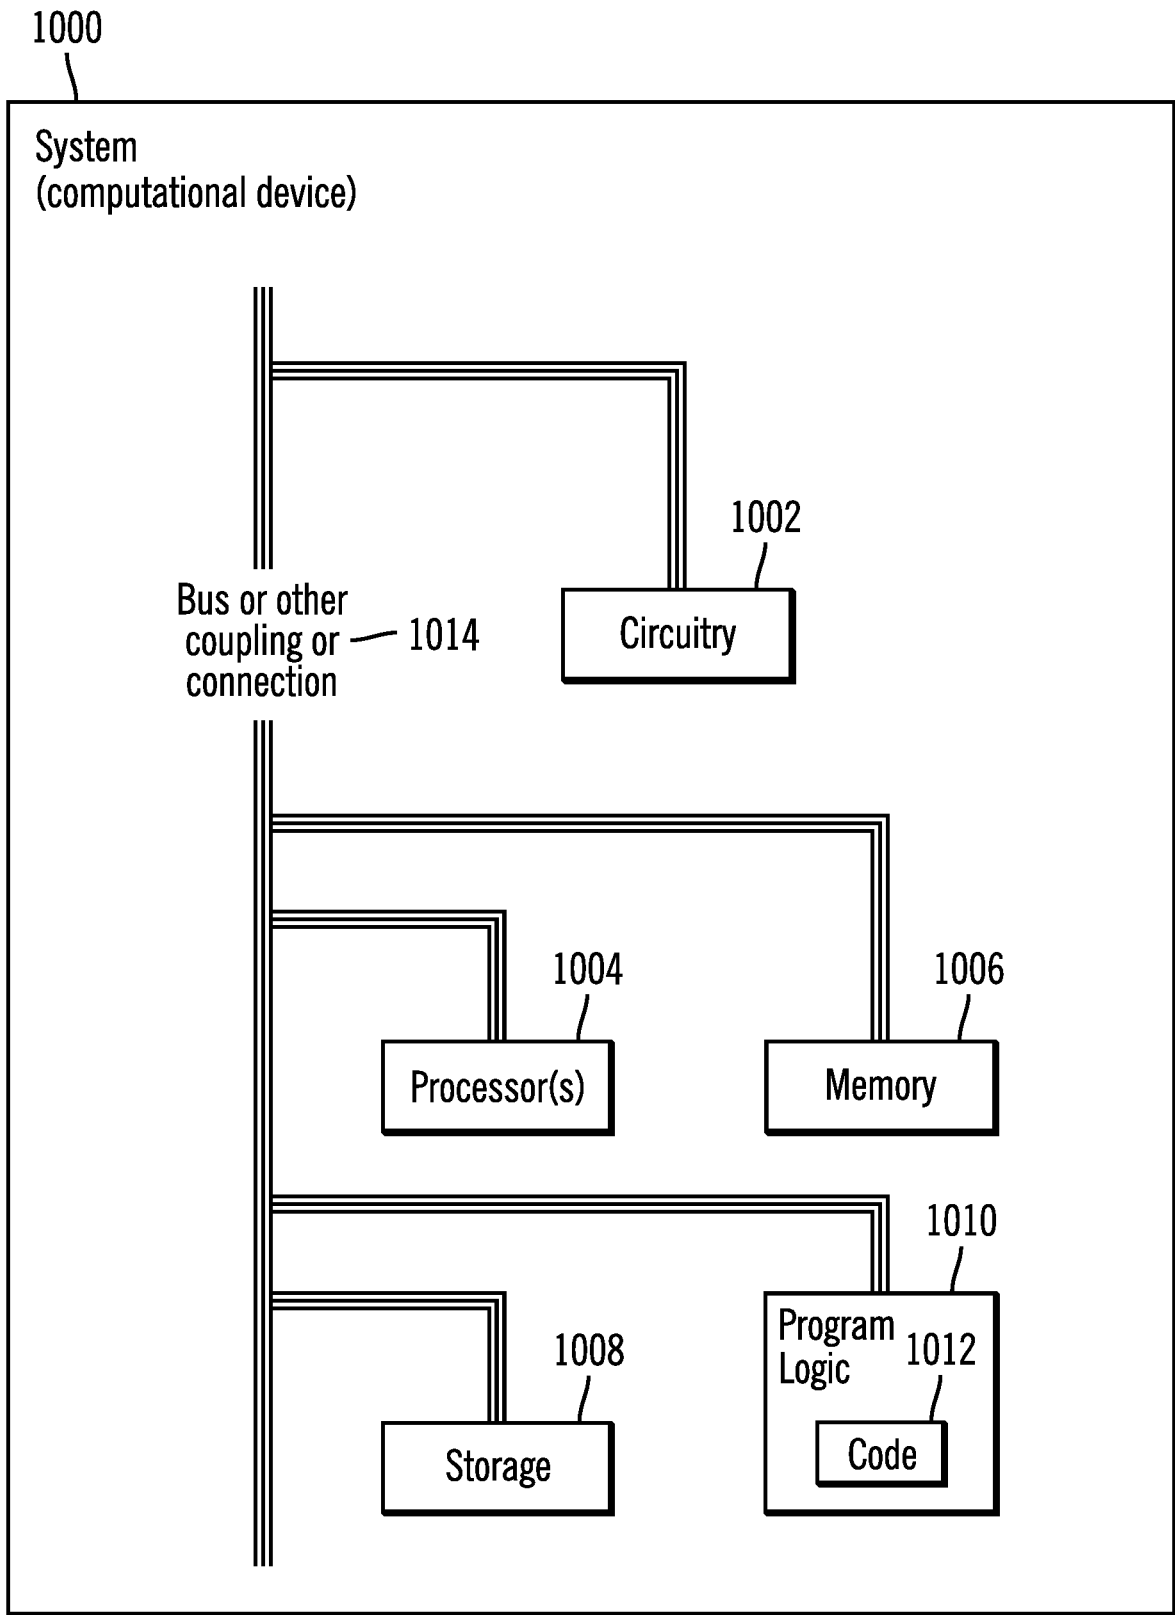 1000
System
(computational device)
1002
Circuitry
Bus or other
coupling or
connection
1014
1004
Processor(s)
1006
Memory
1008
Storage
1010
Program
Logic
1012
Code